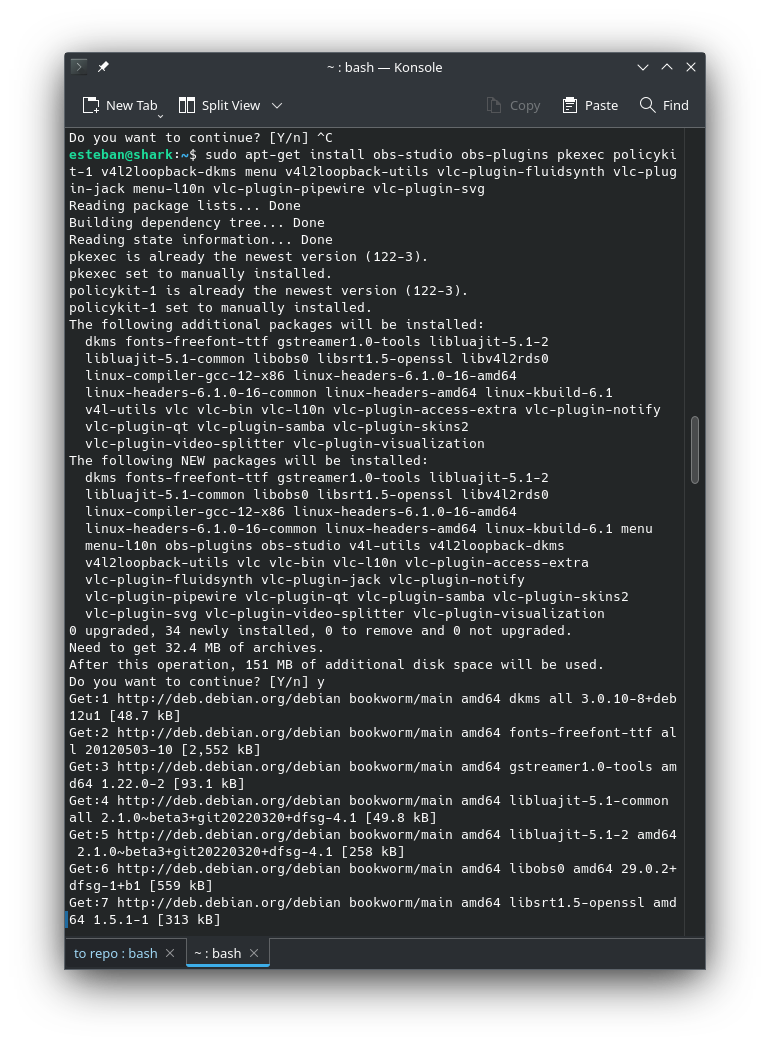 ~ : bash — Konsole
New Tab
Split View
Copy
Paste
Find
Do you want to continue? [Y/n] ^C
esteban@shark:~$ sudo apt-get install obs-studio obs-plugins pkexec policyki
t-1 v4l2loopback-dkms menu v4l2loopback-utils vlc-plugin-fluidsynth vlc-plug
in-jack menu-l10n vlc-plugin-pipewire vlc-plugin-svg
Reading package lists... Done
Building dependency tree... Done
Reading state information... Done
pkexec is already the newest version (122-3).
pkexec set to manually installed.
policykit-1 is already the newest version (122-3).
policykit-1 set to manually installed.
The following additional packages will be installed:
  dkms fonts-freefont-ttf gstreamer1.0-tools libluajit-5.1-2
  libluajit-5.1-common libobs0 libsrt1.5-openssl libv4l2rds0
  linux-compiler-gcc-12-x86 linux-headers-6.1.0-16-amd64
  linux-headers-6.1.0-16-common linux-headers-amd64 linux-kbuild-6.1
  v4l-utils vlc vlc-bin vlc-l10n vlc-plugin-access-extra vlc-plugin-notify
  vlc-plugin-qt vlc-plugin-samba vlc-plugin-skins2
  vlc-plugin-video-splitter vlc-plugin-visualization
The following NEW packages will be installed:
  dkms fonts-freefont-ttf gstreamer1.0-tools libluajit-5.1-2
  libluajit-5.1-common libobs0 libsrt1.5-openssl libv4l2rds0
  linux-compiler-gcc-12-x86 linux-headers-6.1.0-16-amd64
  linux-headers-6.1.0-16-common linux-headers-amd64 linux-kbuild-6.1 menu
  menu-l10n obs-plugins obs-studio v4l-utils v4l2loopback-dkms
  v4l2loopback-utils vlc vlc-bin vlc-l10n vlc-plugin-access-extra
  vlc-plugin-fluidsynth vlc-plugin-jack vlc-plugin-notify
  vlc-plugin-pipewire vlc-plugin-qt vlc-plugin-samba vlc-plugin-skins2
  vlc-plugin-svg vlc-plugin-video-splitter vlc-plugin-visualization
0 upgraded, 34 newly installed, 0 to remove and 0 not upgraded.
Need to get 32.4 MB of archives.
After this operation, 151 MB of additional disk space will be used.
Do you want to continue? [Y/n] y
Get:1 http://deb.debian.org/debian bookworm/main amd64 dkms all 3.0.10-8+deb
12u1 [48.7 kB]
Get:2 http://deb.debian.org/debian bookworm/main amd64 fonts-freefont-ttf al
l 20120503-10 [2,552 kB]
Get:3 http://deb.debian.org/debian bookworm/main amd64 gstreamer1.0-tools am
d64 1.22.0-2 [93.1 kB]
Get:4 http://deb.debian.org/debian bookworm/main amd64 libluajit-5.1-common
all 2.1.0~beta3+git20220320+dfsg-4.1 [49.8 kB]
Get:5 http://deb.debian.org/debian bookworm/main amd64 libluajit-5.1-2 amd64
 2.1.0~beta3+git20220320+dfsg-4.1 [258 kB]
Get:6 http://deb.debian.org/debian bookworm/main amd64 libobs0 amd64 29.0.2+
dfsg-1+b1 [559 kB]
Get:7 http://deb.debian.org/debian bookworm/main amd64 libsrt1.5-openssl amd
64 1.5.1-1 [313 kB]
to repo : bash
~ : bash